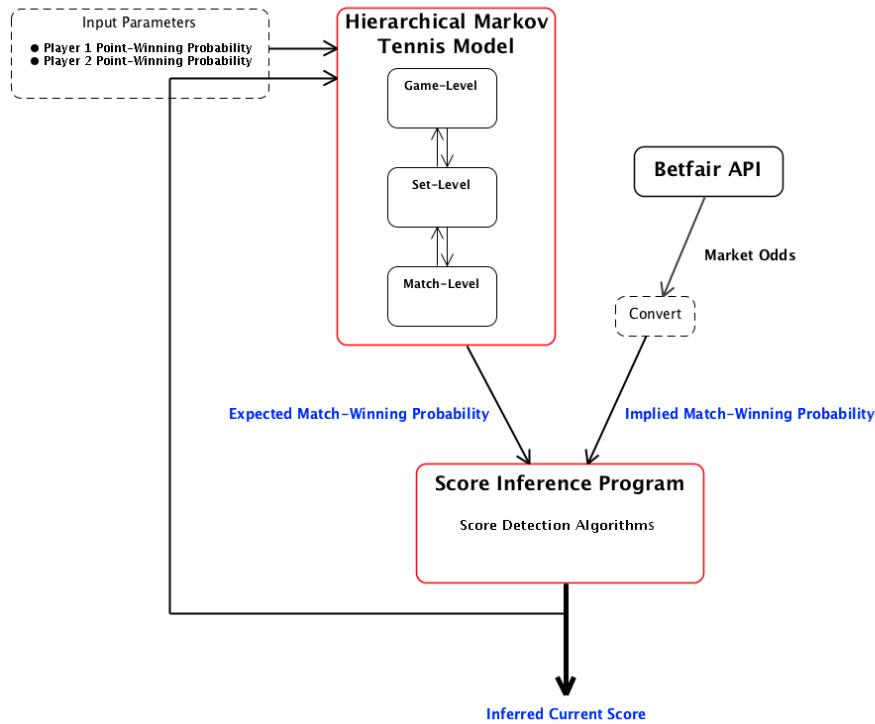 Input Parameters
● Player 1 Point-Winning Probability
● Player 2 Point-Winning Probability
Hierarchical Markov
Tennis Model
Game-Level
Set-Level
Match-Level
Betfair API
Market Odds
Convert
Expected Match-Winning Probability
Implied Match-Winning Probability
Score Inference Program
Score Detection Algorithms
Inferred Current Score